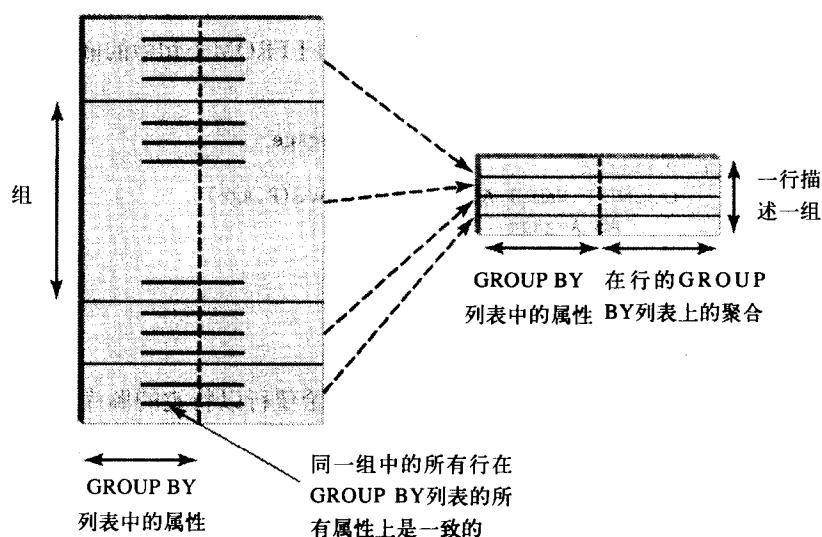 组
一行描
述一组
GROUP BY
列表中的属性
在行的GROUP
BY列表上的聚合
GROUP BY
列表中的属性
同一组中的所有行在
GROUP BY列表的所
有属性上是一致的